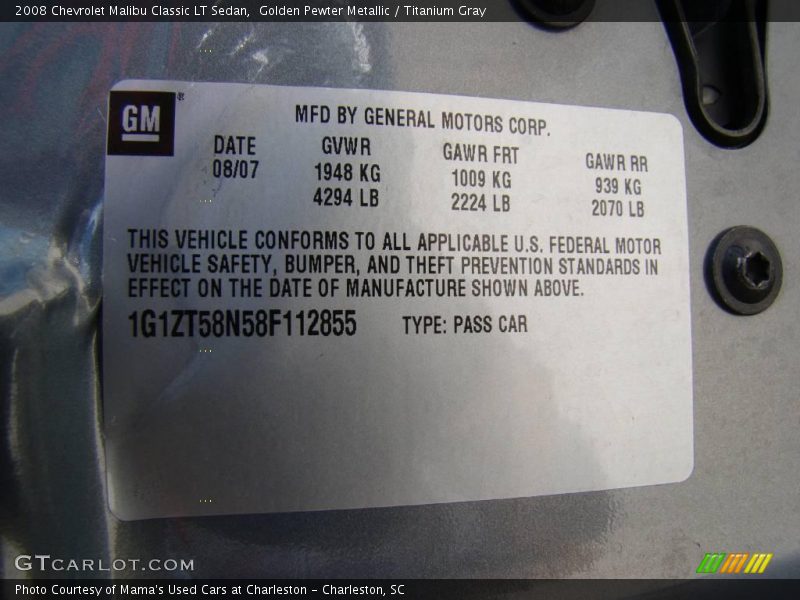 2008 Chevrolet Malibu Classic LT Sedan,  Golden Pewter Metallic / Titanium Gray
GM
MFD BY GENERAL MOTORS CORP.
DATE GVWR GAWR FRT GAWR RR
08/07 1948 KG 1009 KG 939 KG
4294 LB 2224 LB 2070 LB
THIS VEHICLE CONFORMS TO ALL APPLICABLE U.S. FEDERAL MOTOR
VEHICLE SAFETY, BUMPER, AND THEFT PREVENTION STANDARDS IN
EFFECT ON THE DATE OF MANUFACTURE SHOWN ABOVE.
1G1ZT58N58F112855 TYPE: PASS CAR
GTCARLOT.COM
Photo Courtesy of Mama's Used Cars at Charleston - Charleston, SC